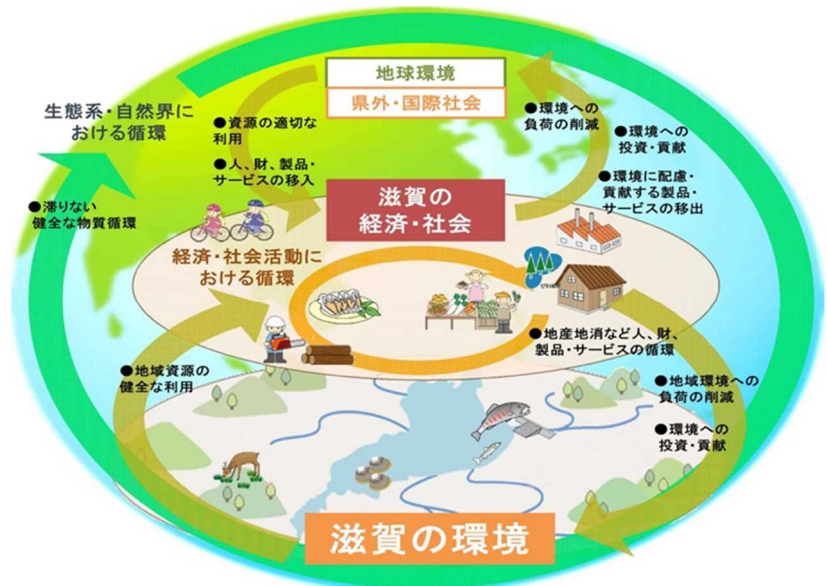 地球環境
県外・国際社会
生態系・自然界に
おける循環
●資源の適切な
利用
●人、財、製品・
サービスの移入
●環境への
負荷の削減
●環境への
投資・貢献
●環境に配慮・
貢献する製品・
サービスの移出
●滞りない
健全な物質循環
滋賀の
経済・社会
経済・社会活動に
おける循環
●地産地消など人、財、
製品・サービスの循環
●地域資源の
健全な利用
●地域環境への
負荷の削減
●環境への
投資・貢献
滋賀の環境